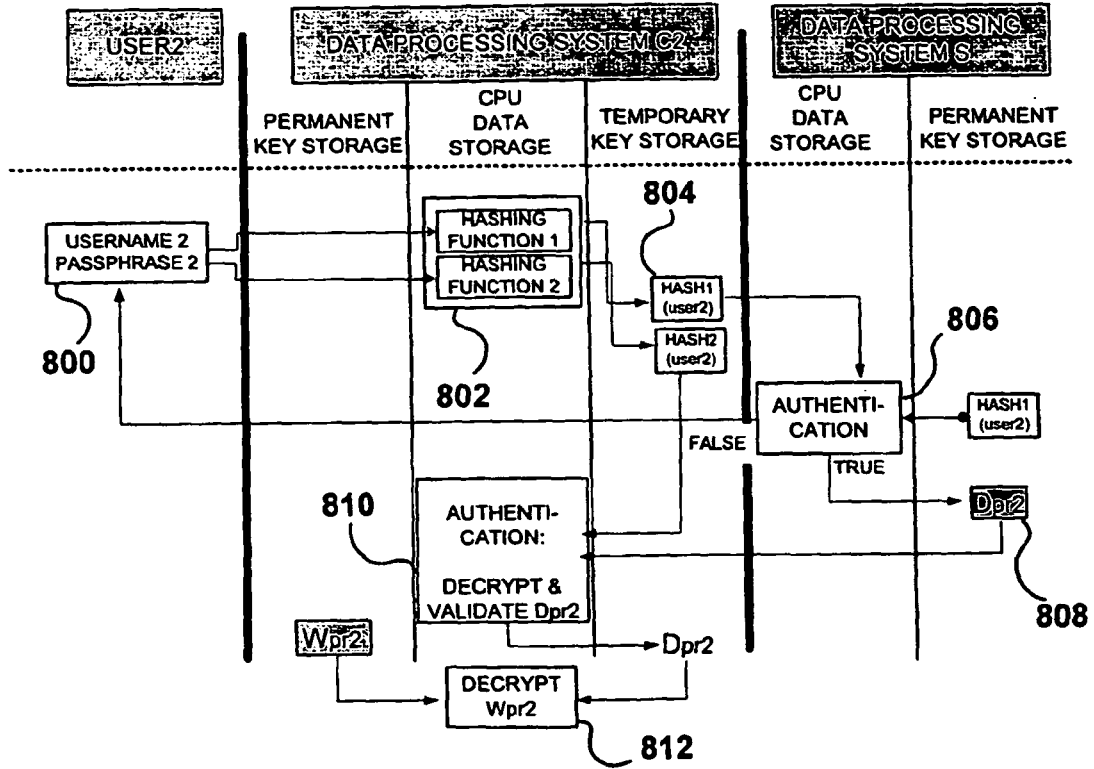 USER2
DATA PROCESSING SYSTEM C2
DATA PROCESSING
SYSTEM S
PERMANENT
KEY STORAGE
CPU
DATA
STORAGE
TEMPORARY
KEY STORAGE
CPU
DATA
STORAGE
PERMANENT
KEY STORAGE
USERNAME 2
PASSPHRASE 2
800
HASHING
FUNCTION 1
HASHING
FUNCTION 2
802
804
HASH1
(user2)
HASH2
(user2)
806
AUTHENTI-
CATION
HASH1
(user2)
FALSE
TRUE
Dpr2
808
810
AUTHENTI-
CATION:
DECRYPT &
VALIDATE Dpr2
Wpr2
Dpr2
DECRYPT
Wpr2
812